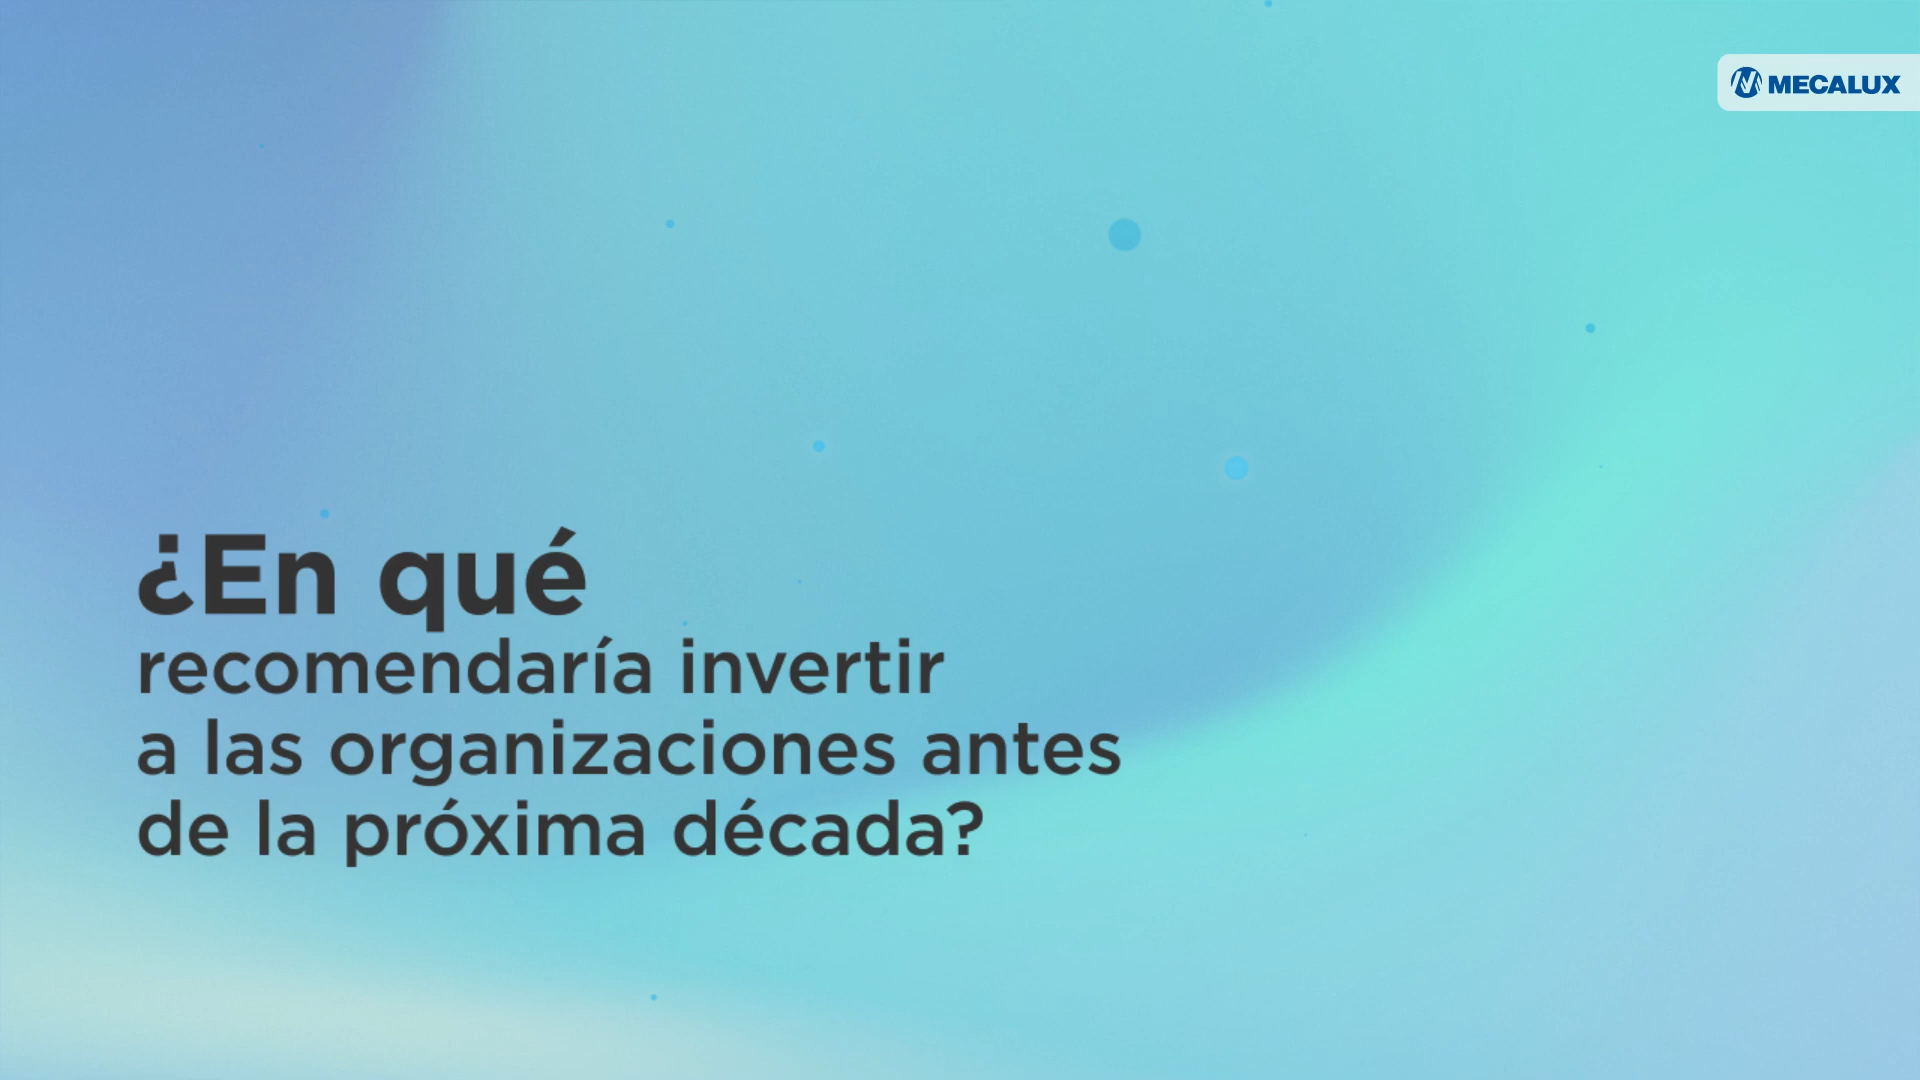 MECALUX
¿En qué
recomendaría invertir
a las organizaciones antes
de la próxima década?